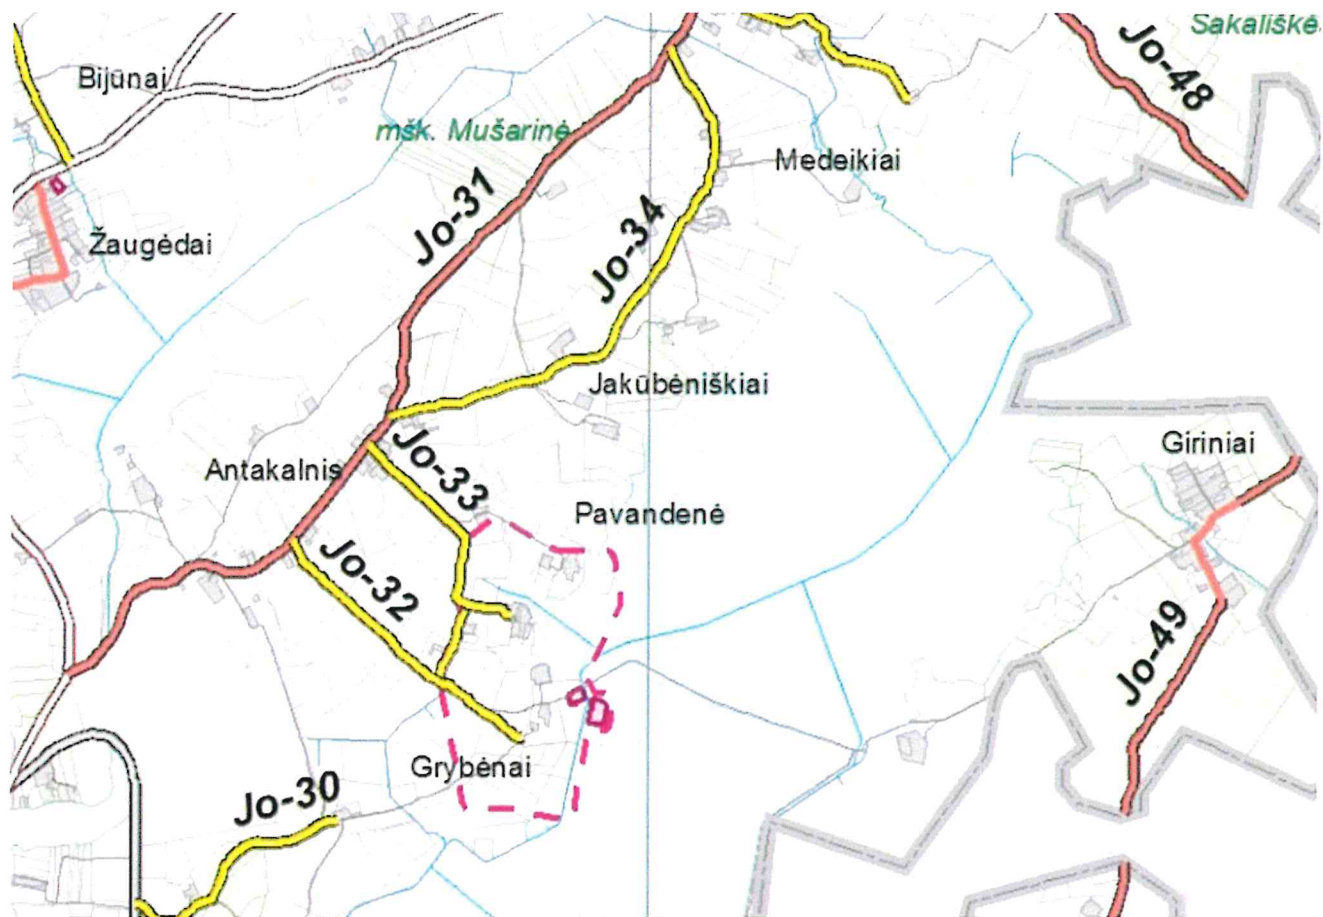 Sakališkė
Jo-48
Bijūnai
mšk. Mušarinė
Medeikiai
Jo-31
Jo-34
Žaugėdai
Jakūbėniškiai
Giriniai
Antakalnis
Jo-33
Pavandenė
Jo-32
Jo-49
Grybėnai
Jo-30